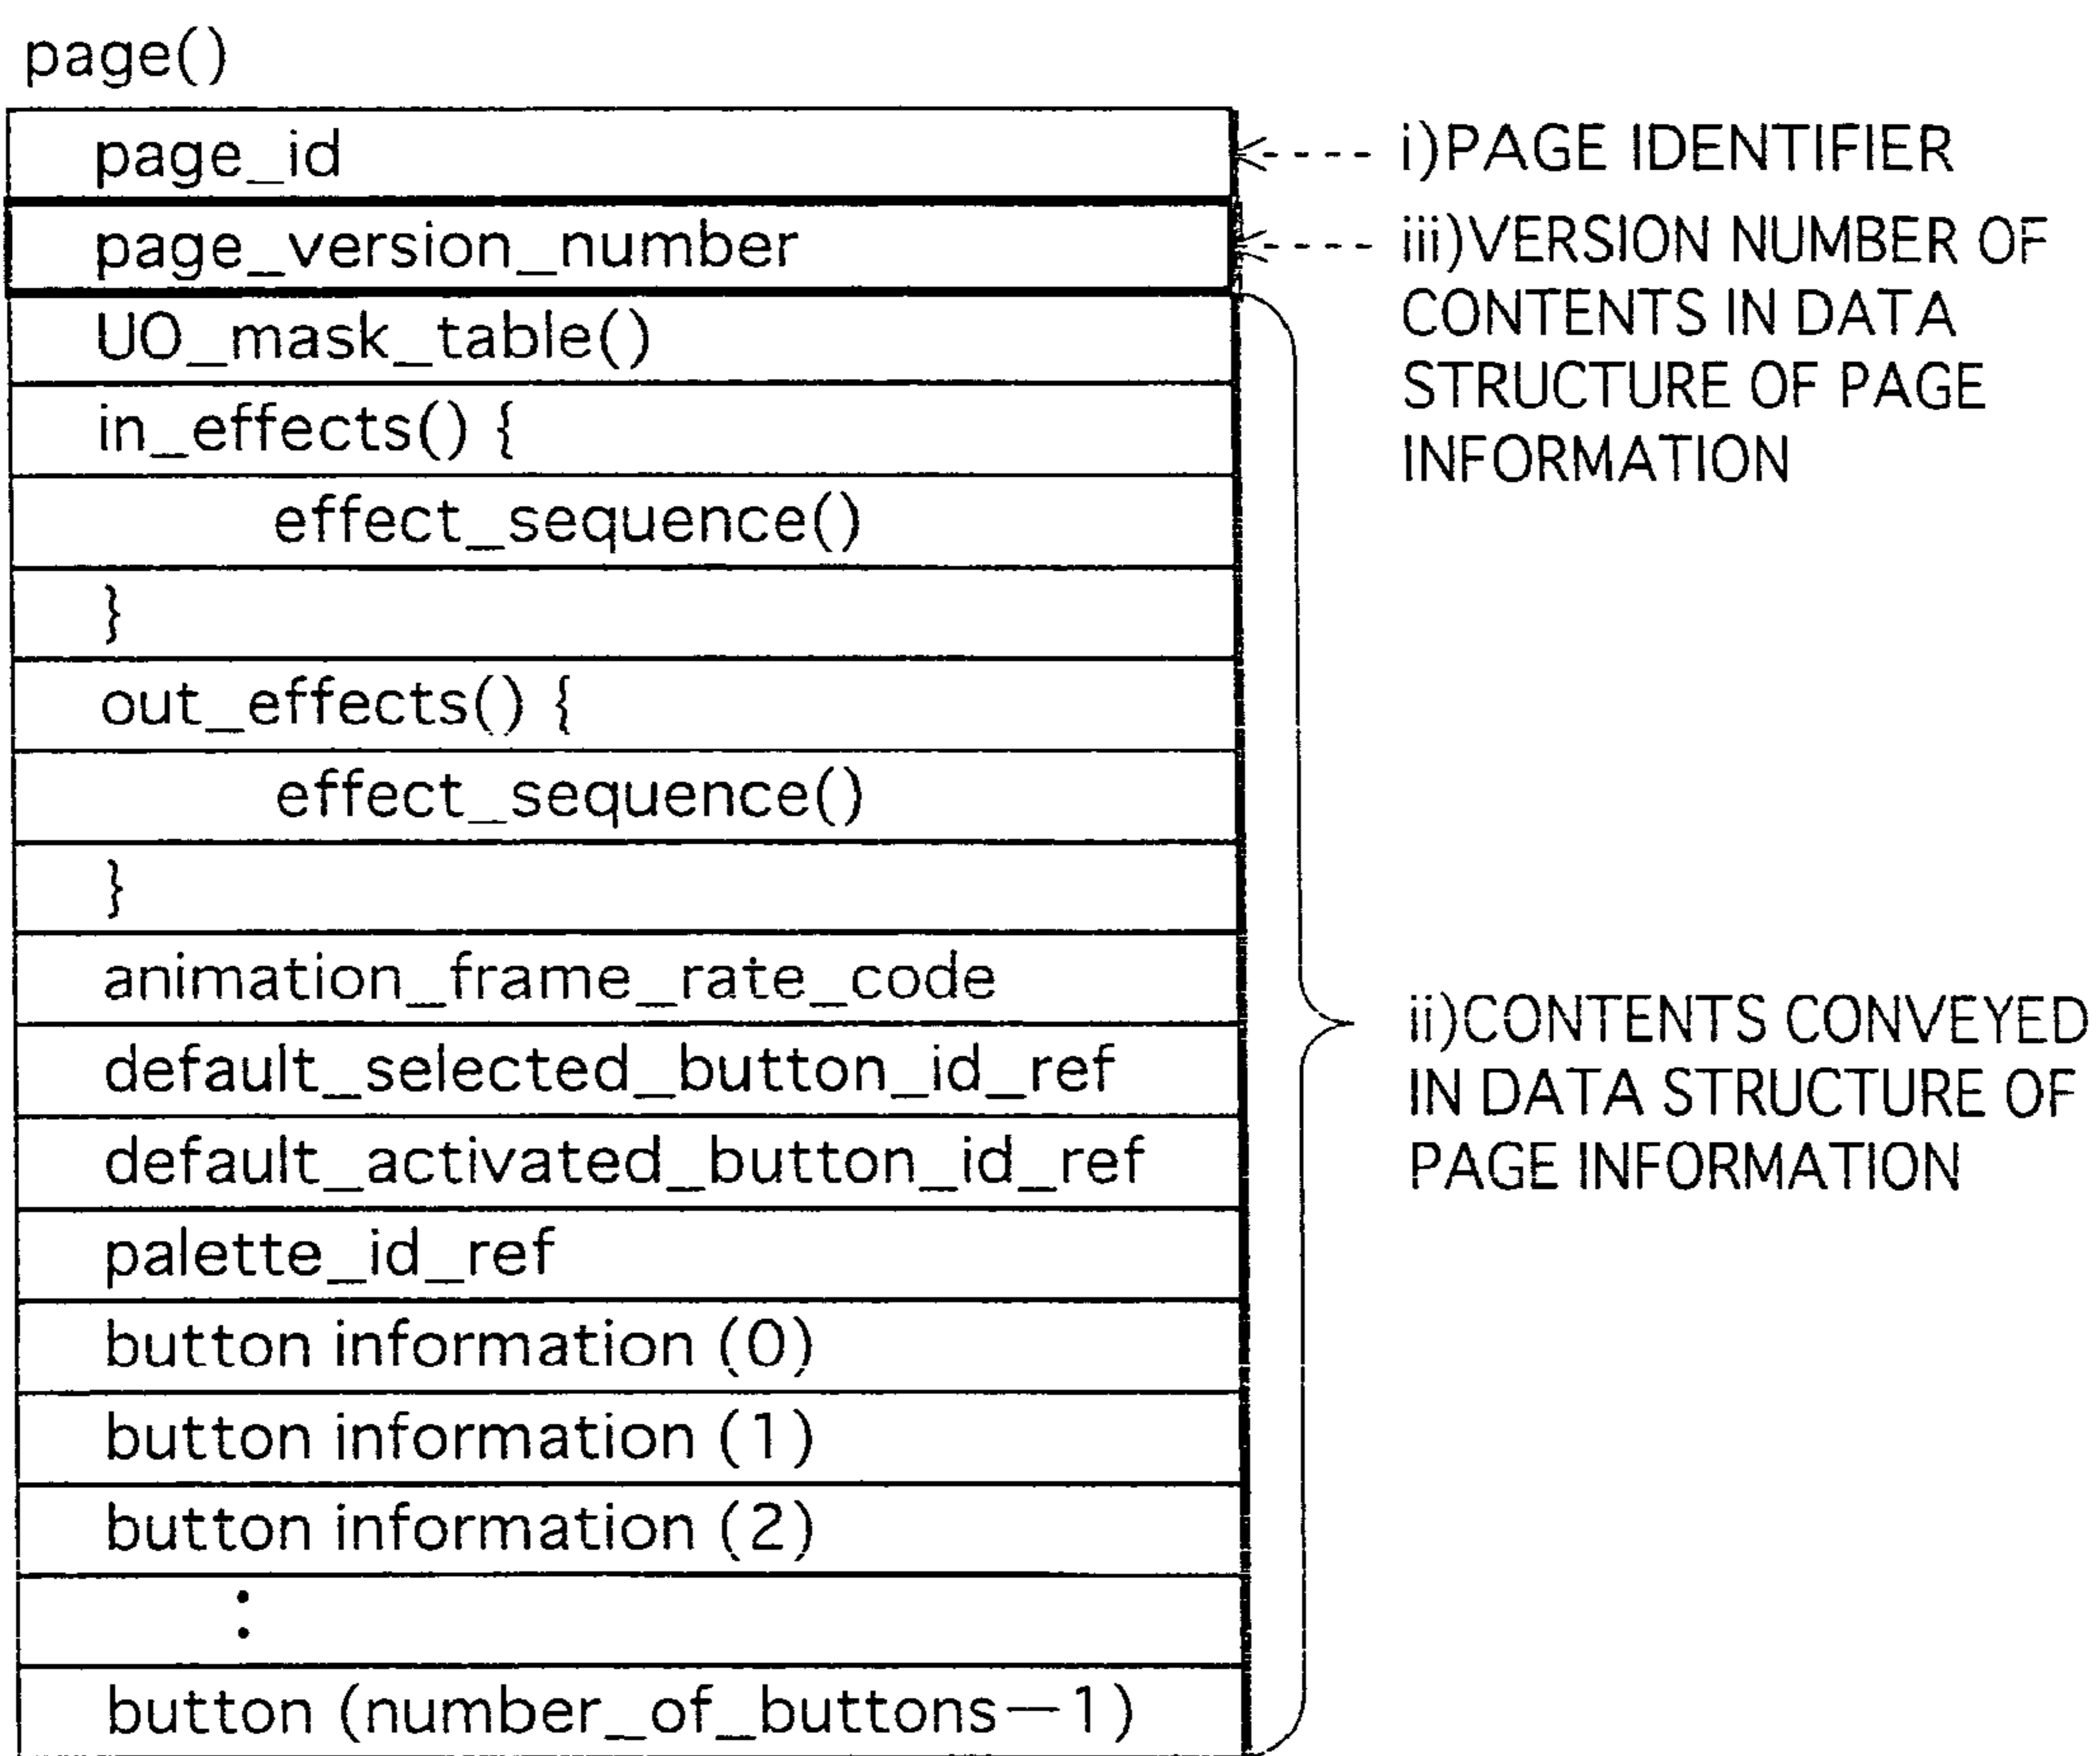 page()
page_id
i)PAGE IDENTIFIER
page_version_number
iii)VERSION NUMBER OF
CONTENTS IN DATA
STRUCTURE OF PAGE
INFORMATION
UO_mask_table()
in_effects() {
effect_sequence()
}
out_effects() {
effect_sequence()
}
animation_frame_rate_code
default_selected_button_id_ref
default_activated_button_id_ref
palette_id_ref
button information (0)
button information (1)
button information (2)
:
button (number_of_buttons—1)
ii)CONTENTS CONVEYED
IN DATA STRUCTURE OF
PAGE INFORMATION